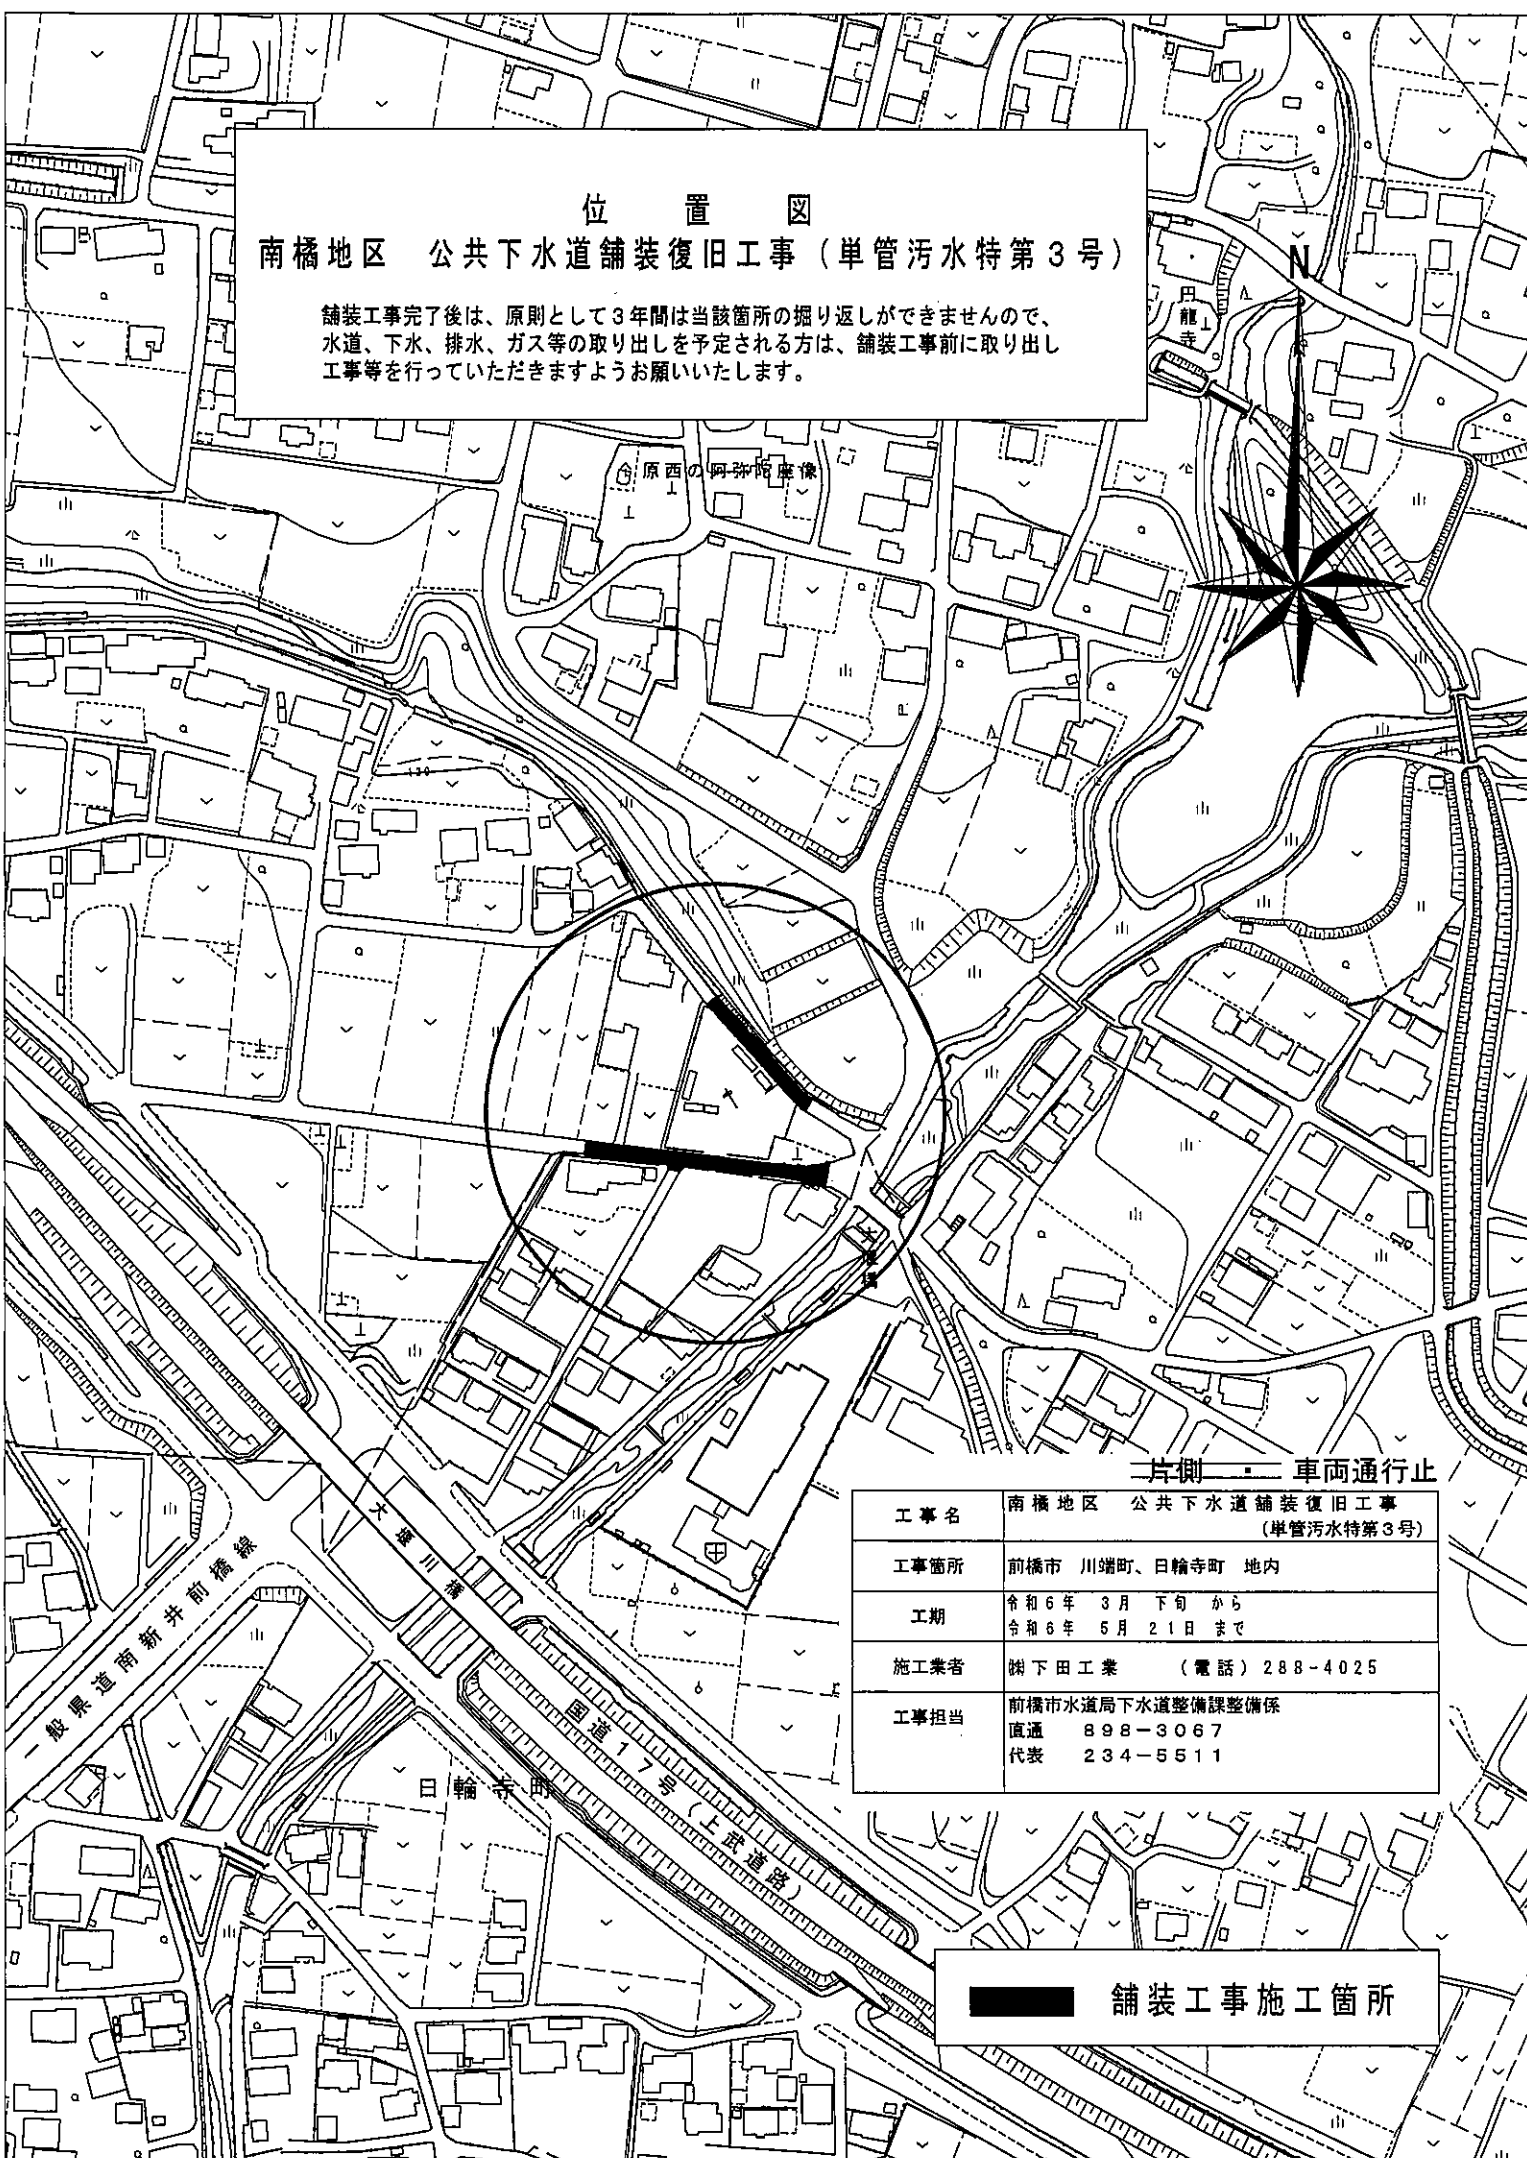 位 置 図
南橘地区 公共下水道舗装復旧工事（単管汚水特第３号）
舗装工事完了後は、原則として３年間は当該箇所の掘り返しができませんので、
水道、下水、排水、ガス等の取り出しを予定される方は、舗装工事前に取り出し
工事等を行っていただきますようお願いいたします。
N
円龍寺
原西の阿弥陀座像
片側 ・ 車両通行止
工事名
南橘地区 公共下水道舗装復旧工事
(単管汚水特第３号)
工事箇所
前橋市 川端町、日輪寺町 地内
工期
令和６年 ３月 下旬 から
令和６年 ５月 ２１日 まで
施工業者
㈱下田工業 （電話）２８８-４０２５
工事担当
前橋市水道局下水道整備課整備係
直通 ８９８－３０６７
代表 ２３４－５５１１
一般県道南新井前橋線
国道１７号（上武道路）
日輪寺町
舗装工事施工箇所